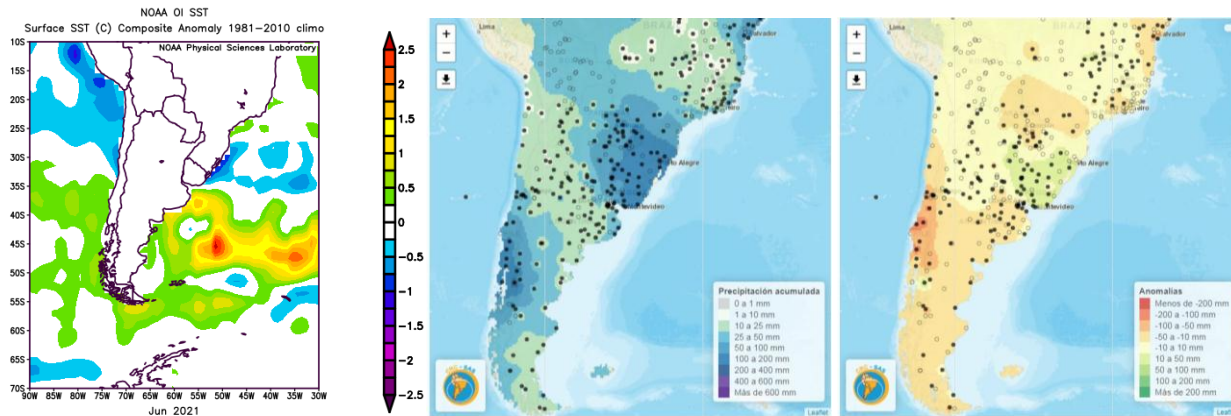 NOAA OI SST
Surface SST (C) Composite Anomaly 1981-2010 climo
NOAA Physical Sciences Laboratory
10S
15S
20S
25S
30S
35S
40S
45S
50S
55S
60S
65S
70S
90W 85W 80W 75W 70W 65W 60W 55W 50W 45W 40W 35W 30W
Jun 2021
2.5
2
1.5
1
0.5
0
-0.5
-1
-1.5
-2
-2.5
+
−
Lima
BRAZIL
Salvador
Montevideo
Precipitación acumulada
0 a 1 mm
1 a 10 mm
10 a 25 mm
25 a 50 mm
50 a 100 mm
100 a 200 mm
200 a 400 mm
400 a 600 mm
Más de 600 mm
CRC-SAS
Leaflet
+
−
Lima
Salvador
Montevideo
Anomalías
Menos de -200 mm
-200 a -100 mm
-100 a -50 mm
-50 a -10 mm
-10 a 10 mm
10 a 50 mm
50 a 100 mm
100 a 200 mm
Más de 200 mm
CRC-SAS
Leaflet